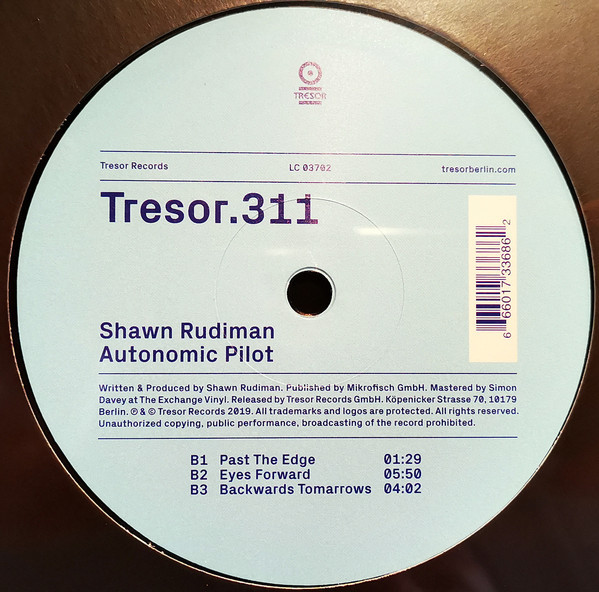 TRESOR
Tresor Records LC 03702 tresorberlin.com
Tresor.311
6 66017 33686 2
Shawn Rudiman
Autonomic Pilot
Written & Produced by Shawn Rudiman. Published by Mikrofisch GmbH. Mastered by Simon
Davey at The Exchange Vinyl. Released by Tresor Records GmbH. Köpenicker Strasse 70, 10179
Berlin. ℗ & © Tresor Records 2019. All trademarks and logos are protected. All rights reserved.
Unauthorized copying, public performance, broadcasting of the record prohibited.
B1 Past The Edge 01:29
B2 Eyes Forward 05:50
B3 Backwards Tomarrows 04:02